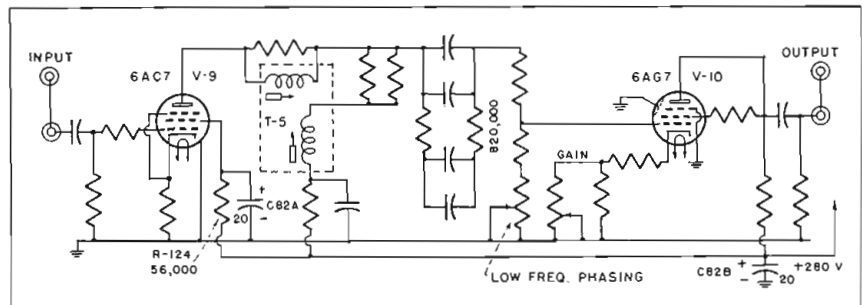 INPUT
6AC7 V-9
T-5
820,000
6AG7 V-10
OUTPUT
GAIN
+
C82A
20
-
R-124
56,000
LOW FREQ. PHASING
C82B
+
-
20
+280 V